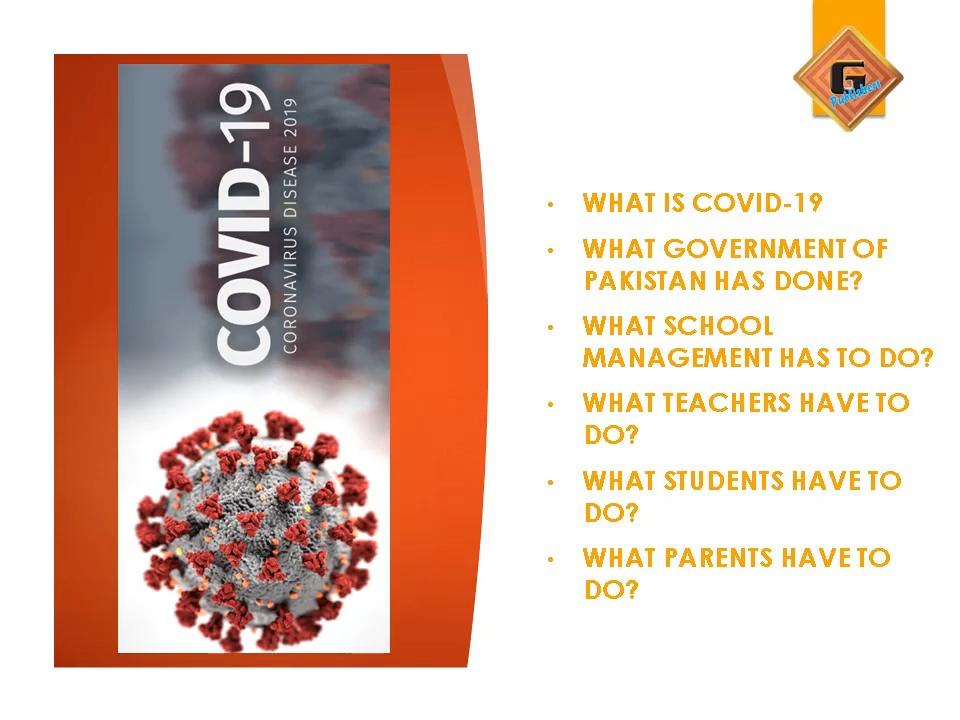 COVID-19
CORONAVIRUS DISEASE 2019
G
Publishers
• WHAT IS COVID-19
• WHAT GOVERNMENT OF
PAKISTAN HAS DONE?
• WHAT SCHOOL
MANAGEMENT HAS TO DO?
• WHAT TEACHERS HAVE TO
DO?
• WHAT STUDENTS HAVE TO
DO?
• WHAT PARENTS HAVE TO
DO?